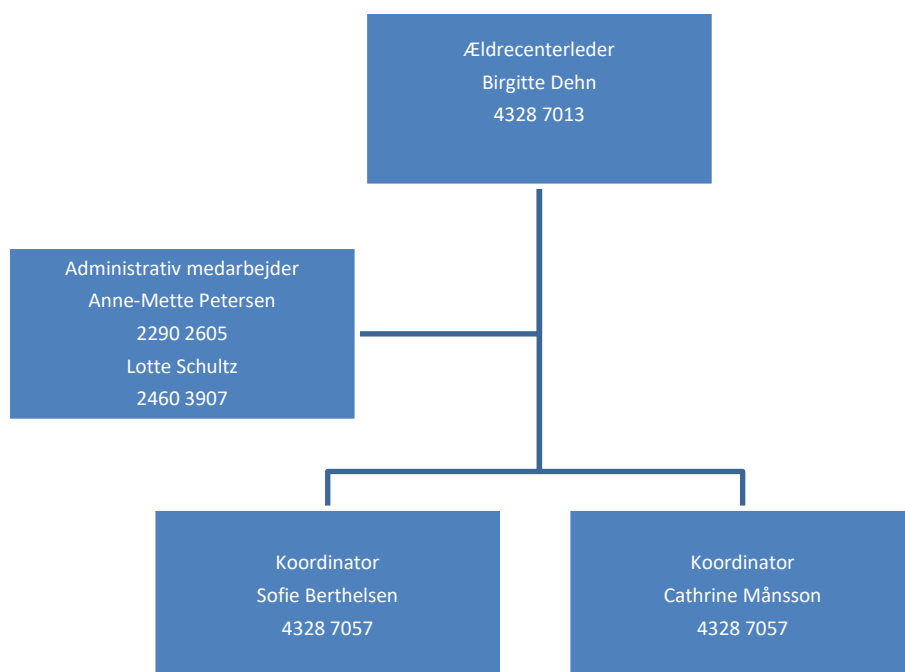 Ældrecenterleder
Birgitte Dehn
4328 7013
Administrativ medarbejder
Anne-Mette Petersen
2290 2605
Lotte Schultz
2460 3907
Koordinator
Sofie Berthelsen
4328 7057
Koordinator
Cathrine Månsson
4328 7057